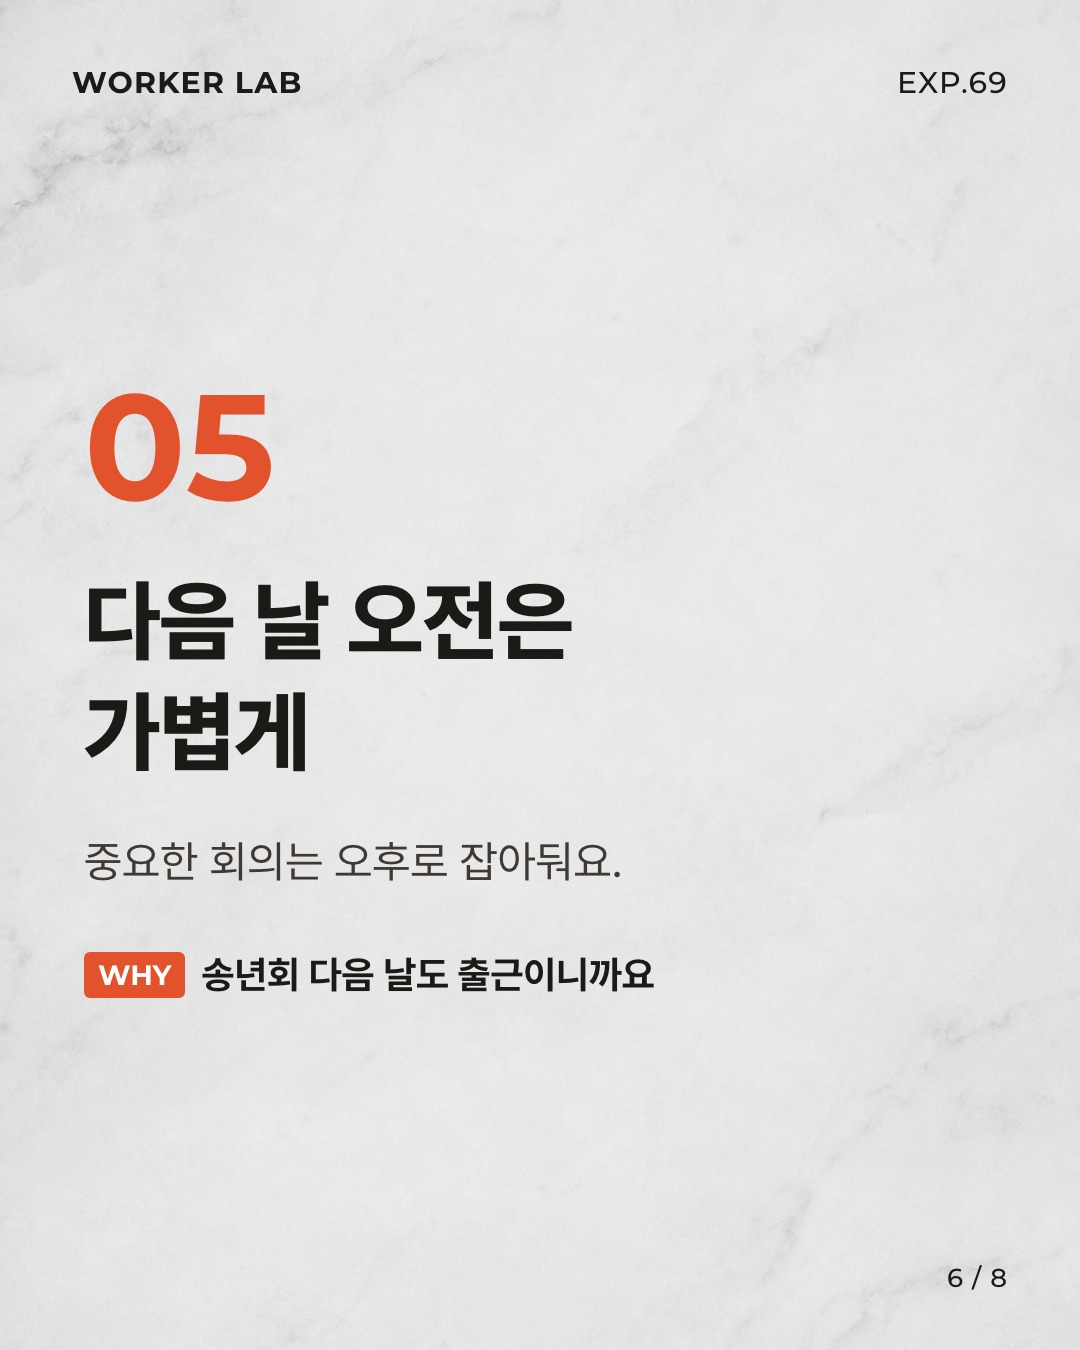 WORKER LAB
EXP.69
05
다음 날 오전은
가볍게
중요한 회의는 오후로 잡아둬요.
WHY 송년회 다음 날도 출근이니까요
6 / 8